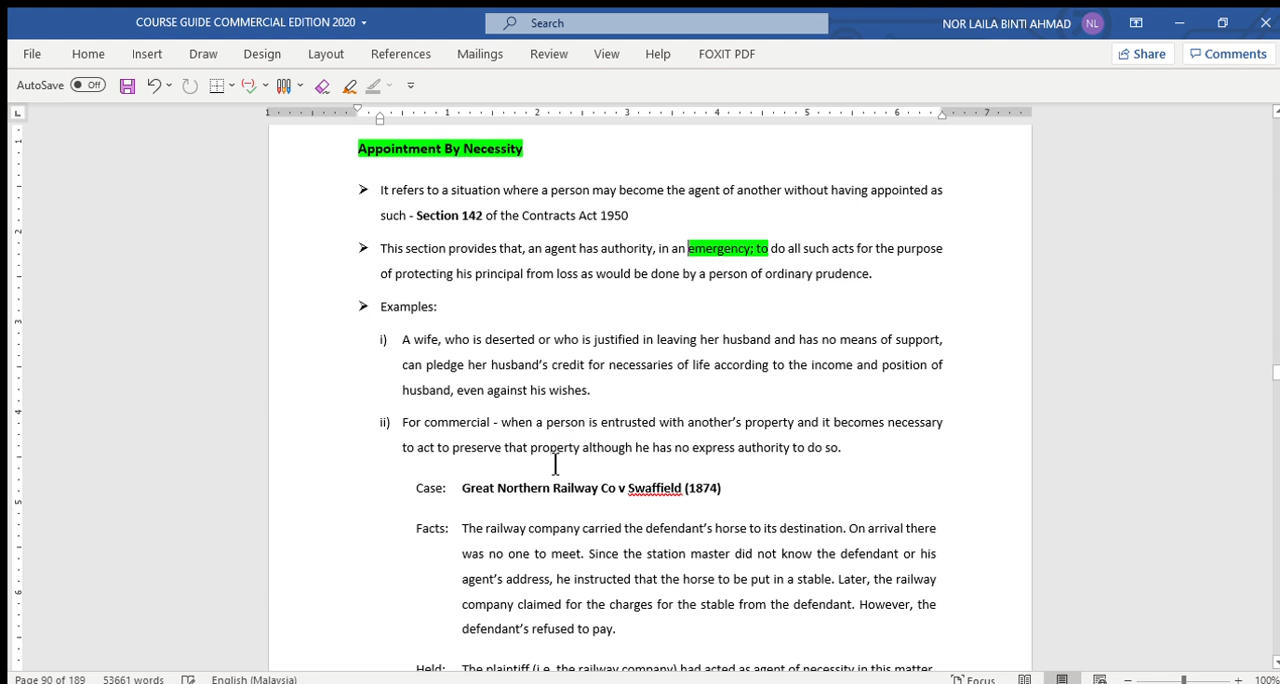 COURSE GUIDE COMMERCIAL EDITION 2020
Search
NOR LAILA BINTI AHMAD NL
File Home Insert Draw Design Layout References Mailings Review View Help FOXIT PDF Share Comments
AutoSave Off
1 1 2 3 4 5 6 7
Appointment By Necessity
➢ It refers to a situation where a person may become the agent of another without having appointed as
such - Section 142 of the Contracts Act 1950
➢ This section provides that, an agent has authority, in an emergency; to do all such acts for the purpose
of protecting his principal from loss as would be done by a person of ordinary prudence.
➢ Examples:
i) A wife, who is deserted or who is justified in leaving her husband and has no means of support,
can pledge her husband's credit for necessaries of life according to the income and position of
husband, even against his wishes.
ii) For commercial - when a person is entrusted with another's property and it becomes necessary
to act to preserve that property although he has no express authority to do so.
Case: Great Northern Railway Co v Swaffield (1874)
Facts: The railway company carried the defendant's horse to its destination. On arrival there
was no one to meet. Since the station master did not know the defendant or his
agent's address, he instructed that the horse to be put in a stable. Later, the railway
company claimed for the charges for the stable from the defendant. However, the
defendant's refused to pay.
Held: The plaintiff (i.e. the railway company) had acted as agent of necessity in this matter.
Page 90 of 189 53661 words English (Malaysia) Focus 100%